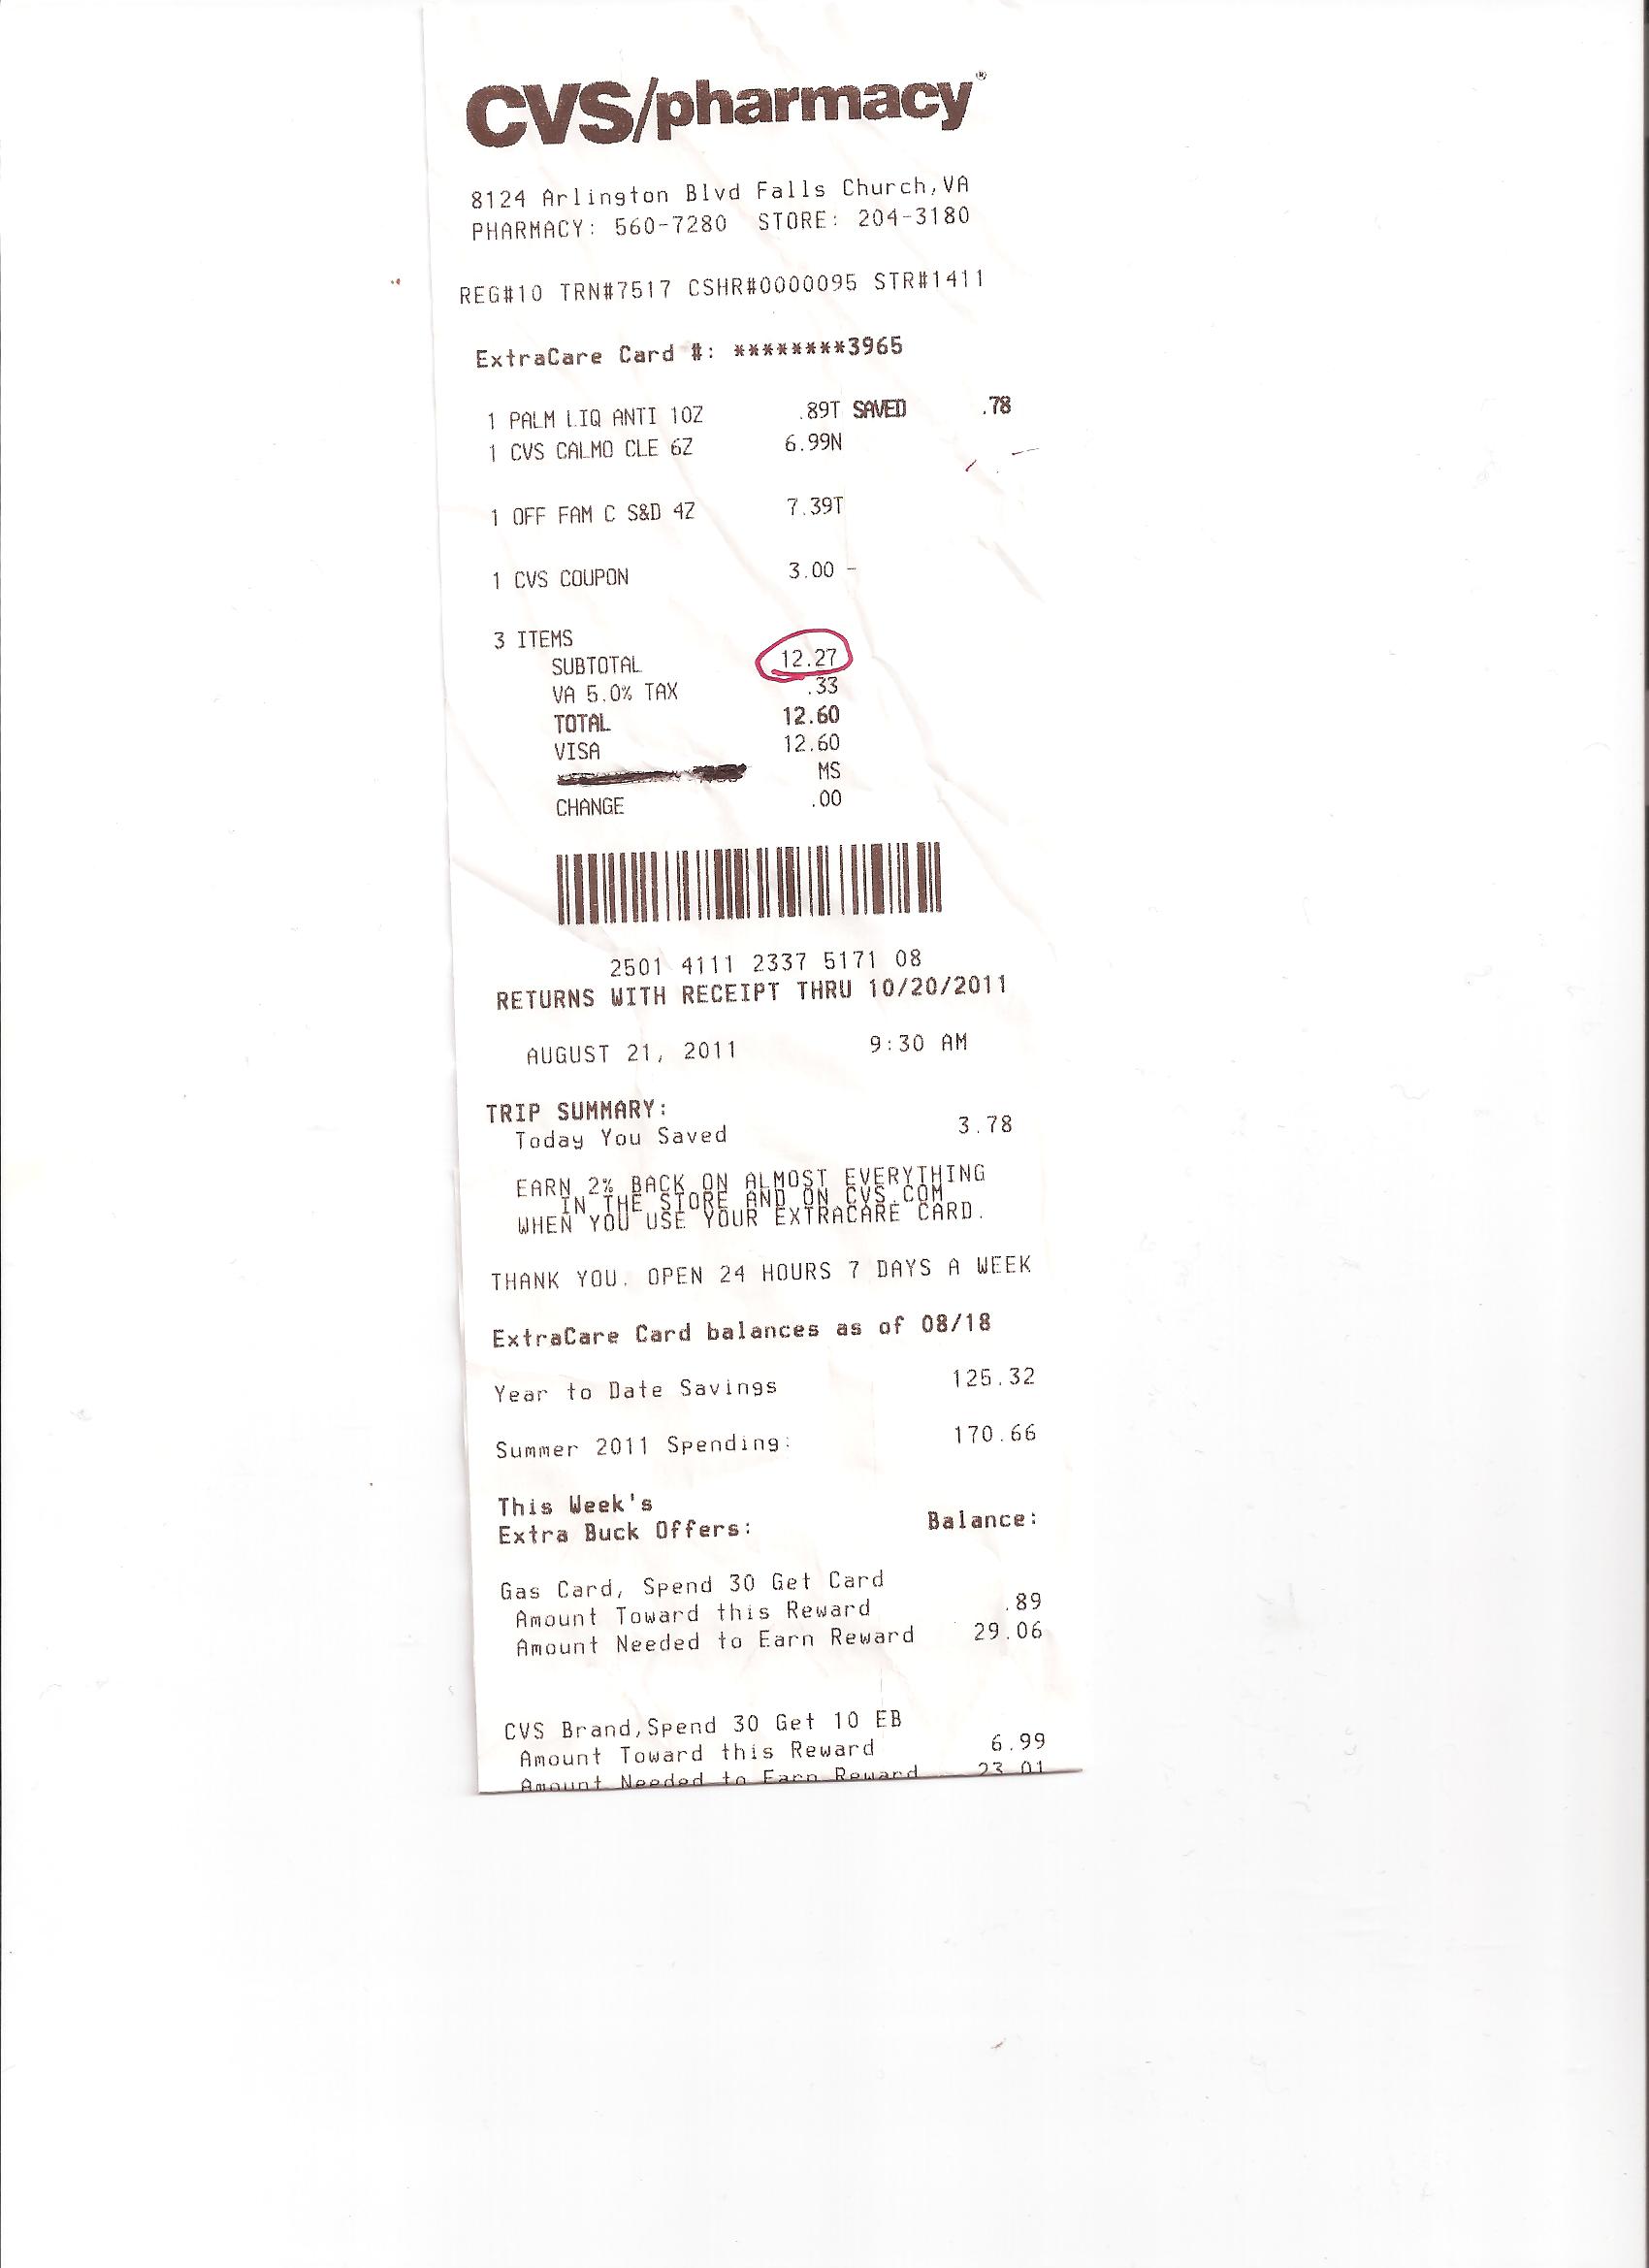 CVS/pharmacy®
8124 Arlington Blvd Falls Church, VA
PHARMACY: 560-7280 STORE: 204-3180
REG#10 TRN#7517 CSHR#0000095 STR#1411
ExtraCare Card #: ********3965
1 PALM LIQ ANTI 10Z .89T SAVED .78
1 CVS CALMO CLE 6Z 6.99N
1 OFF FAM C S&D 4Z 7.39T
1 CVS COUPON 3.00 -
3 ITEMS
SUBTOTAL 12.27
VA 5.0% TAX .33
TOTAL 12.60
VISA 12.60
MS
CHANGE .00
2501 4111 2337 5171 08
RETURNS WITH RECEIPT THRU 10/20/2011
AUGUST 21, 2011 9:30 AM
TRIP SUMMARY:
Today You Saved 3.78
EARN 2% BACK ON ALMOST EVERYTHING
IN THE STORE AND ON CVS.COM
WHEN YOU USE YOUR EXTRACARE CARD.
THANK YOU. OPEN 24 HOURS 7 DAYS A WEEK
ExtraCare Card balances as of 08/18
Year to Date Savings 125.32
Summer 2011 Spending: 170.66
This Week's
Extra Buck Offers: Balance:
Gas Card, Spend 30 Get Card
Amount Toward this Reward .89
Amount Needed to Earn Reward 29.06
CVS Brand,Spend 30 Get 10 EB
Amount Toward this Reward 6.99
Amount Needed to Earn Reward 23.01